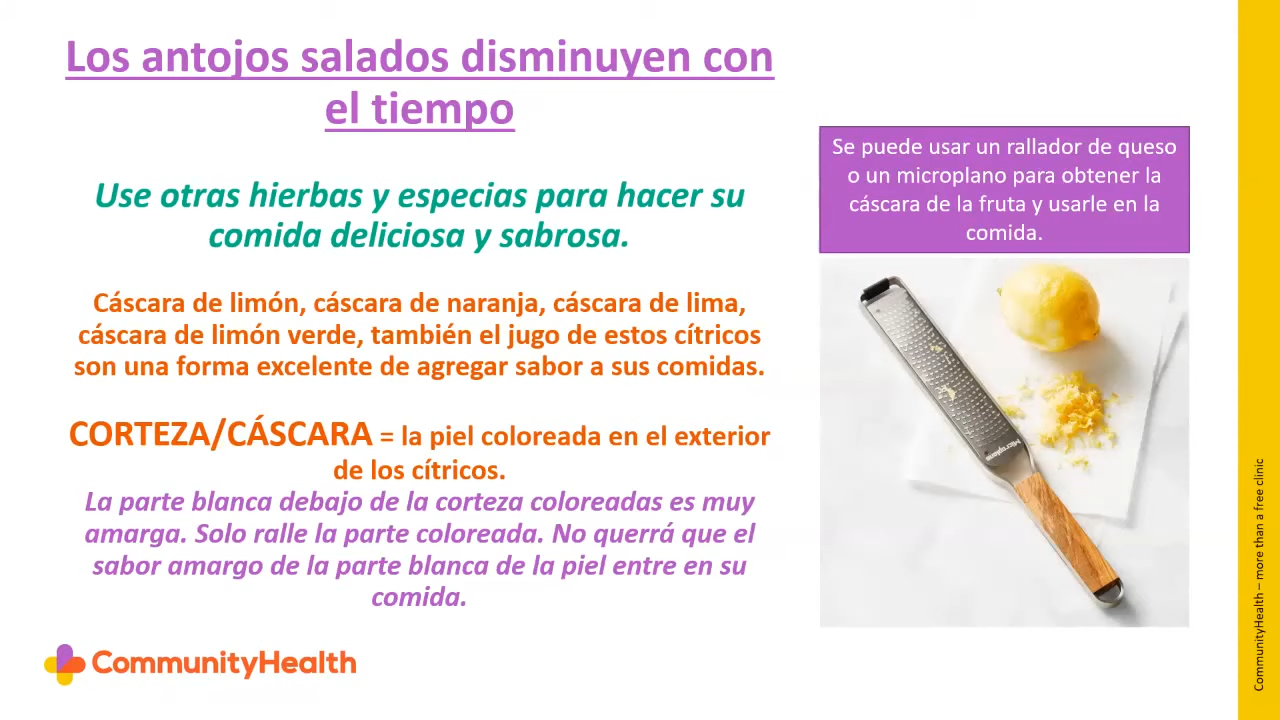 Los antojos salados disminuyen con
el tiempo
Use otras hierbas y especias para hacer su
comida deliciosa y sabrosa.
Cáscara de limón, cáscara de naranja, cáscara de lima,
cáscara de limón verde, también el jugo de estos cítricos
son una forma excelente de agregar sabor a sus comidas.
CORTEZA/CÁSCARA = la piel coloreada en el exterior
de los cítricos.
La parte blanca debajo de la corteza coloreadas es muy
amarga. Solo ralle la parte coloreada. No querrá que el
sabor amargo de la parte blanca de la piel entre en su
comida.
CommunityHealth
Se puede usar un rallador de queso
o un microplano para obtener la
cáscara de la fruta y usarle en la
comida.
Microplane
CommunityHealth – more than a free clinic